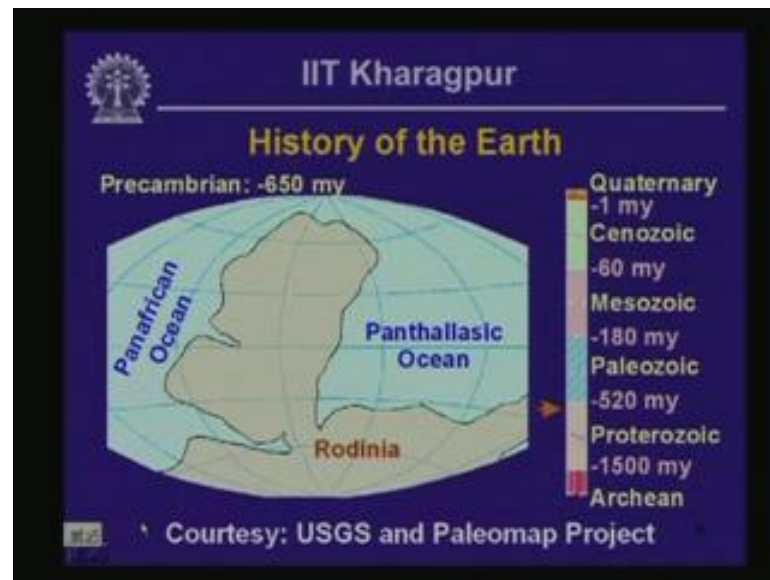 IIT Kharagpur
History of the Earth
Precambrian: -650 my
Panafrican
Ocean
Panthallasic
Ocean
Rodinia
Quaternary
-1 my
Cenozoic
-60 my
Mesozoic
-180 my
Paleozoic
-520 my
Proterozoic
-1500 my
Archean
Courtesy: USGS and Paleomap Project